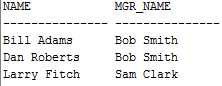 NAME            MGR_NAME
--------------- ---------------
Bill Adams      Bob Smith
Dan Roberts     Bob Smith
Larry Fitch     Sam Clark